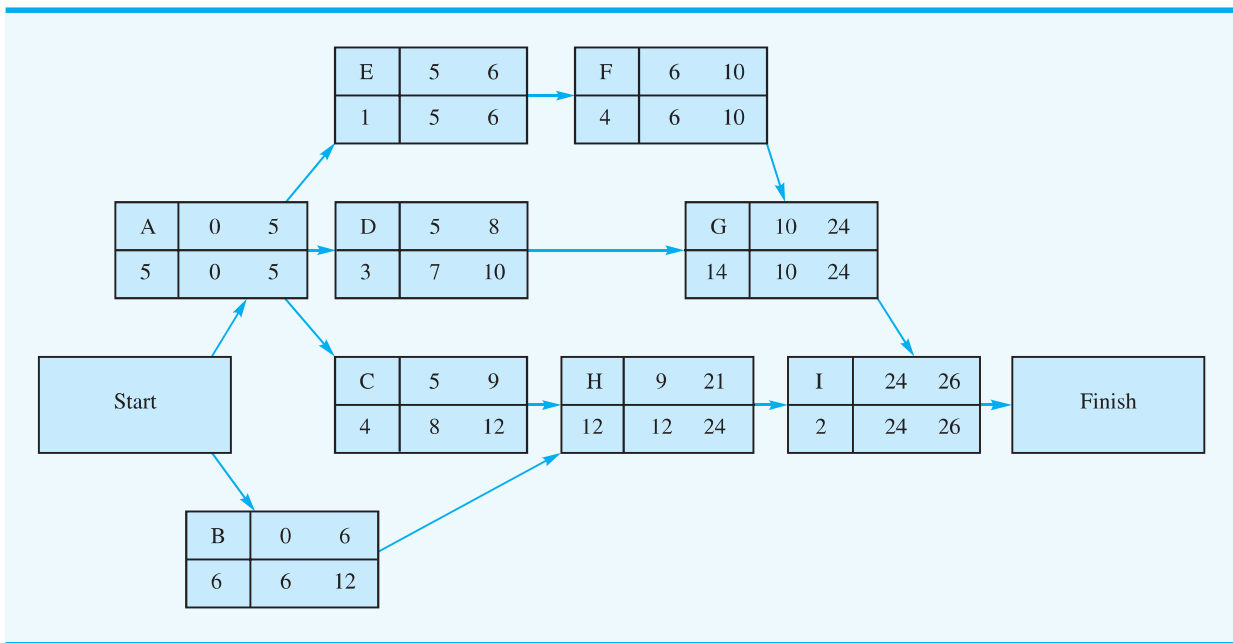 E 5 6
1 5 6
F 6 10
4 6 10
A 0 5
5 0 5
D 5 8
3 7 10
G 10 24
14 10 24
Start
C 5 9
4 8 12
H 9 21
12 12 24
I 24 26
2 24 26
Finish
B 0 6
6 6 12